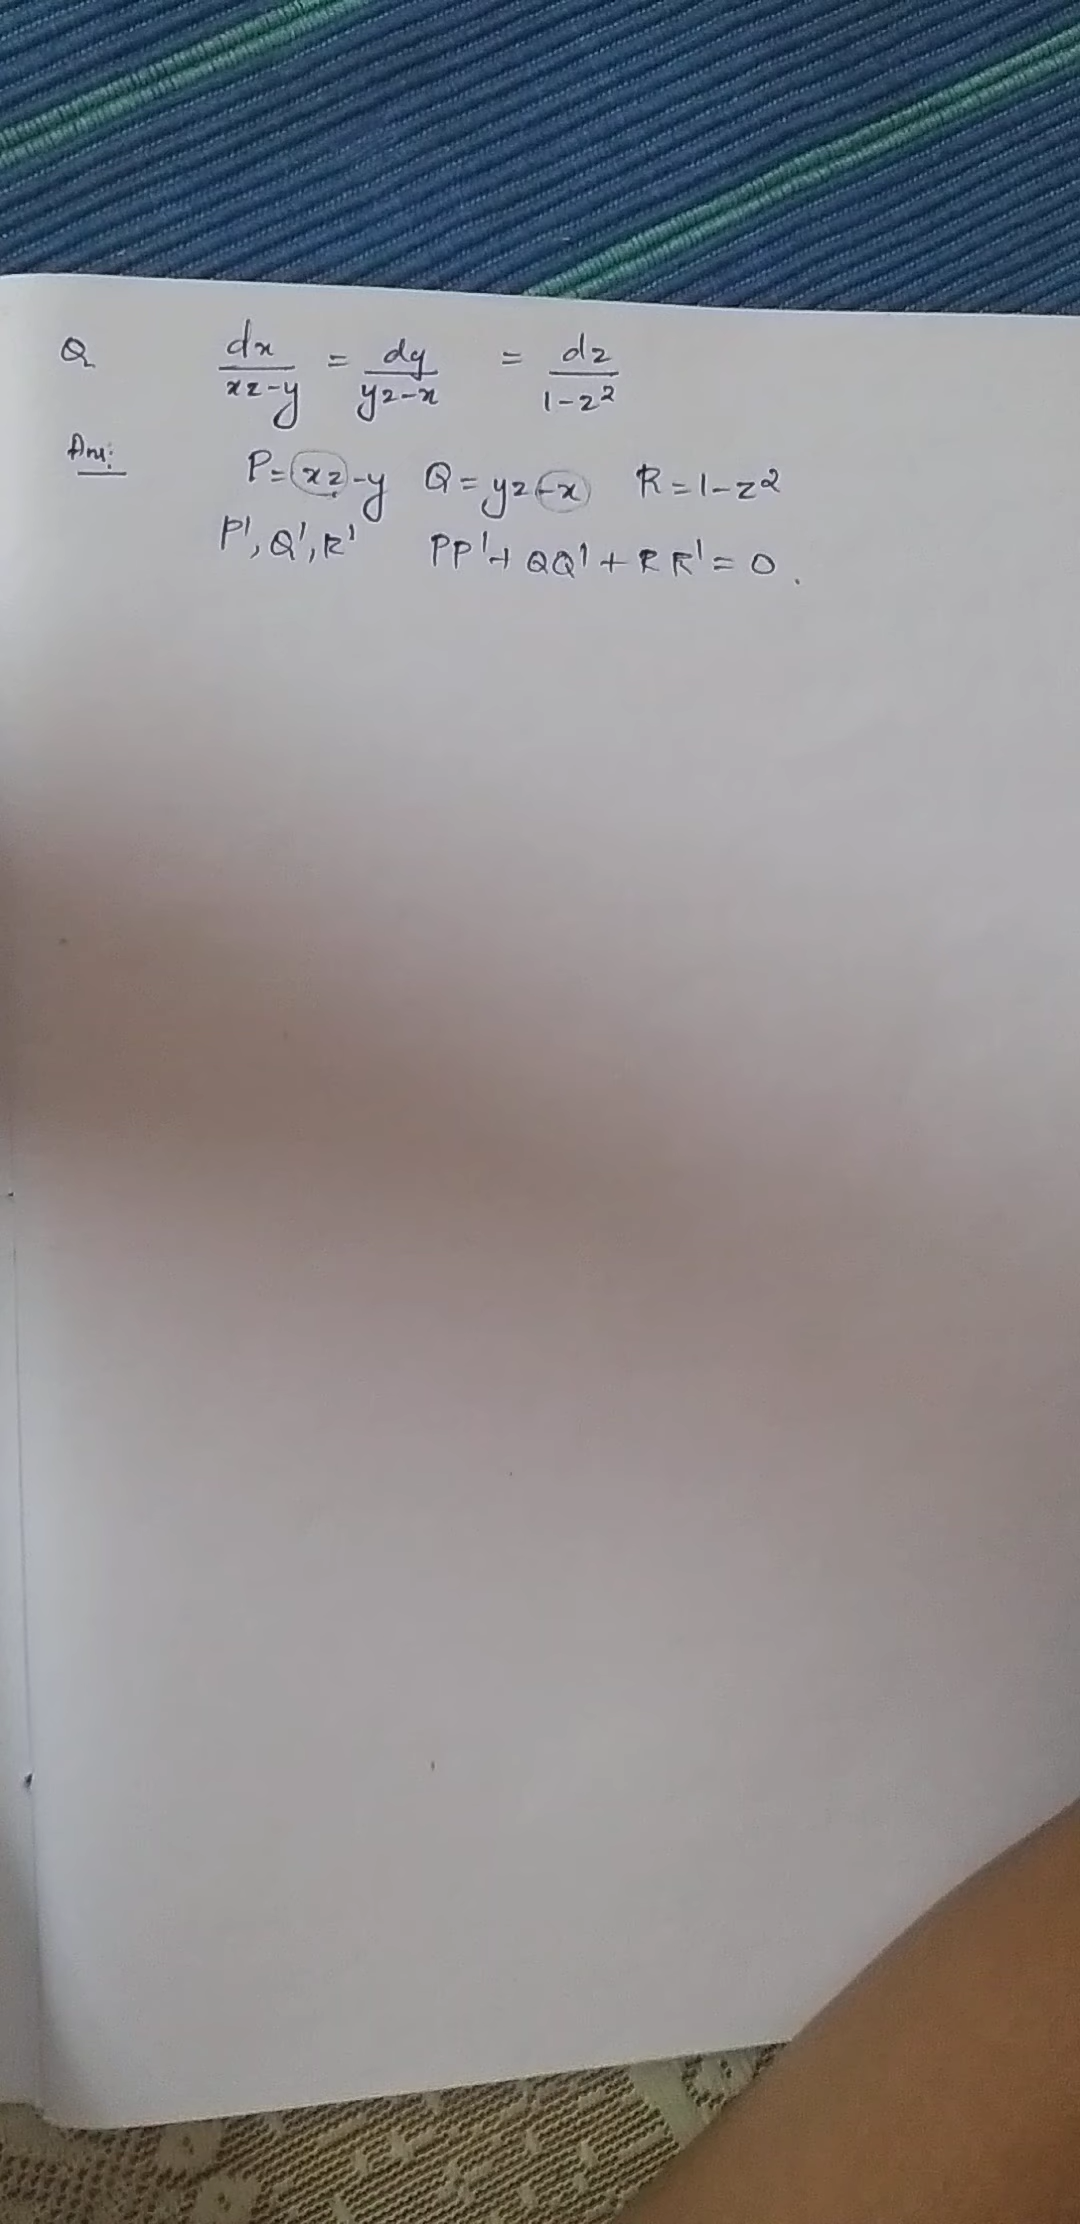 Q dx/xz-y = dy/yz-x = dz/1-z²
Ans: P=xz-y Q=yz-x R=1-z²
P', Q', R' PP'+QQ'+RR'=0.